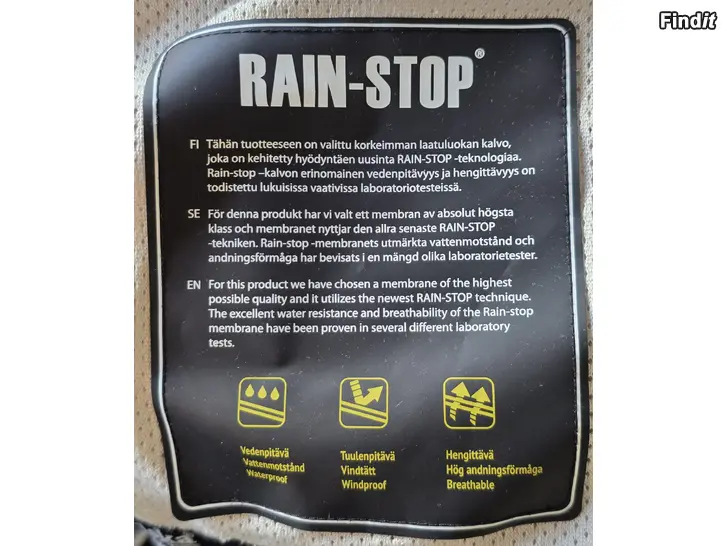 Findit
RAIN-STOP®
FI Tähän tuotteeseen on valittu korkeimman laatuluokan kalvo,
joka on kehitetty hyödyntäen uusinta RAIN-STOP -teknologiaa.
Rain-stop –kalvon erinomainen vedenpitävyys ja hengittävyys on
todistettu lukuisissa vaativissa laboratoriotesteissä.
SE För denna produkt har vi valt ett membran av absolut högsta
klass och membranet nyttjar den allra senaste RAIN-STOP
-tekniken. Rain-stop -membranets utmärkta vattenmotstånd och
andningsförmåga har bevisats i en mängd olika laboratorietester.
EN For this product we have chosen a membrane of the highest
possible quality and it utilizes the newest RAIN-STOP technique.
The excellent water resistance and breathability of the Rain-stop
membrane have been proven in several different laboratory
tests.
Vedenpitävä
Vattenmotstånd
Waterproof
Tuulenpitävä
Vindtätt
Windproof
Hengittävä
Hög andningsförmåga
Breathable